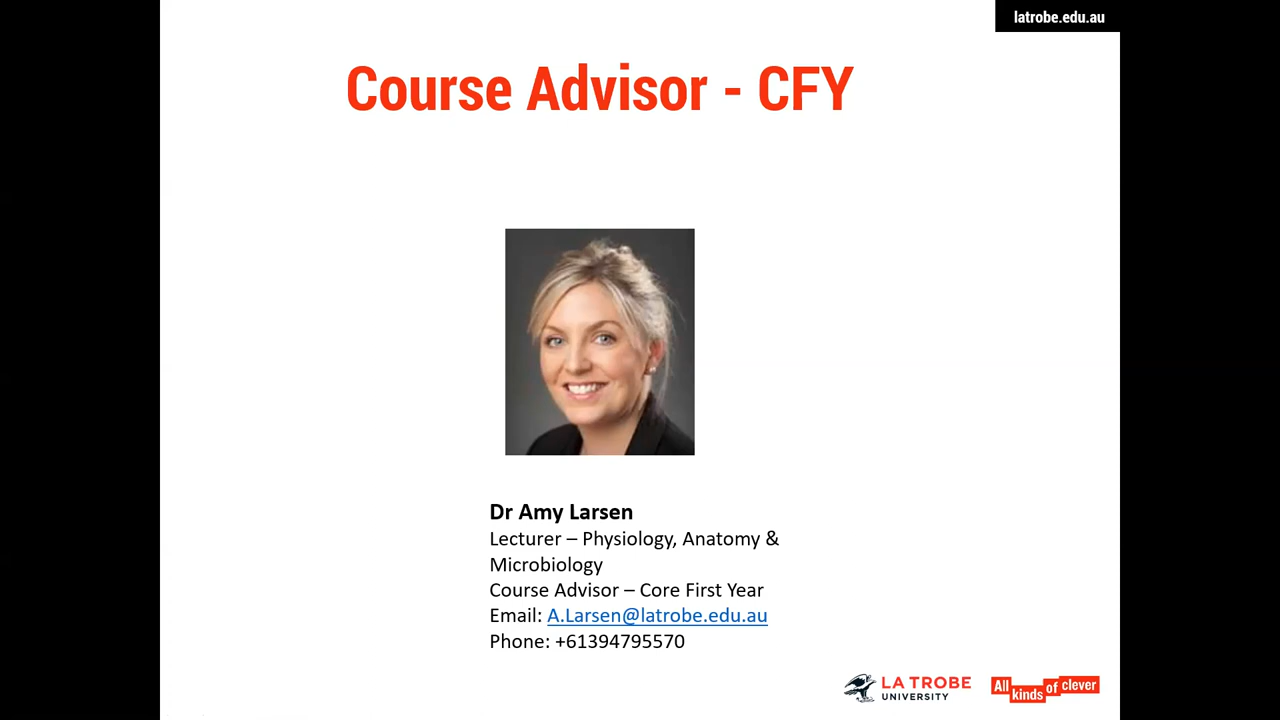 latrobe.edu.au
Course Advisor - CFY
Dr Amy Larsen
Lecturer – Physiology, Anatomy &
Microbiology
Course Advisor – Core First Year
Email: A.Larsen@latrobe.edu.au
Phone: +61394795570
LA TROBE
UNIVERSITY
All kinds of clever